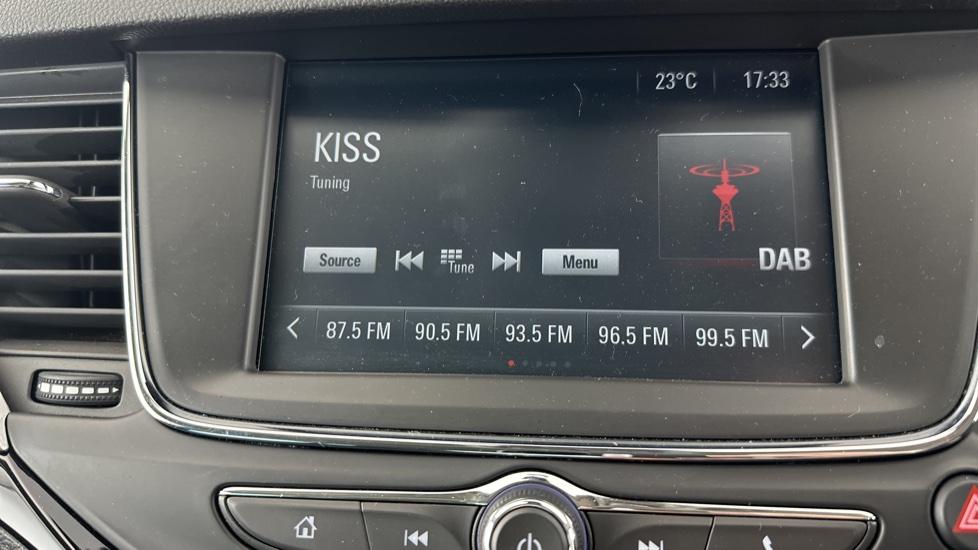 23°C 17:33
KISS
Tuning
DAB
Source Tune Menu
87.5 FM 90.5 FM 93.5 FM 96.5 FM 99.5 FM